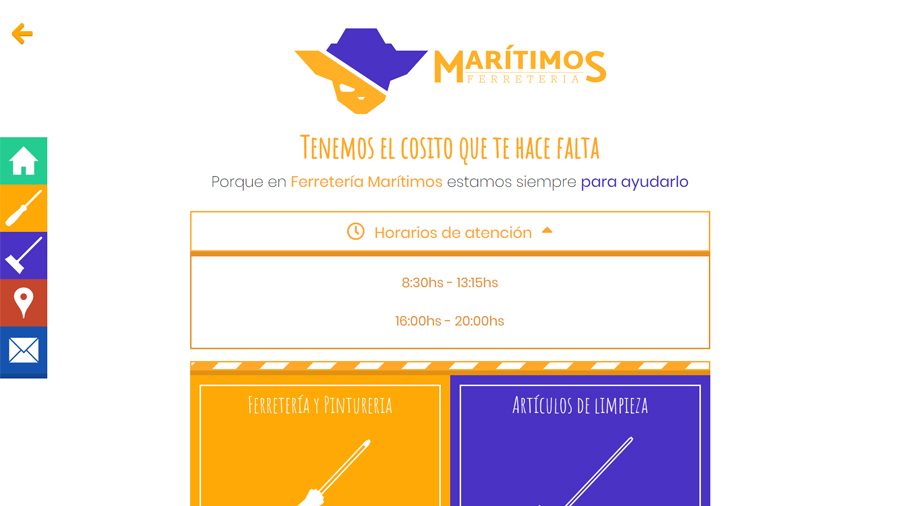 MARÍTIMOS
FERRETERIA
Tenemos el cosito que te hace falta
Porque en Ferretería Marítimos estamos siempre para ayudarlo
Horarios de atención
8:30hs - 13:15hs
16:00hs - 20:00hs
Ferretería y Pintureria
Artículos de limpieza